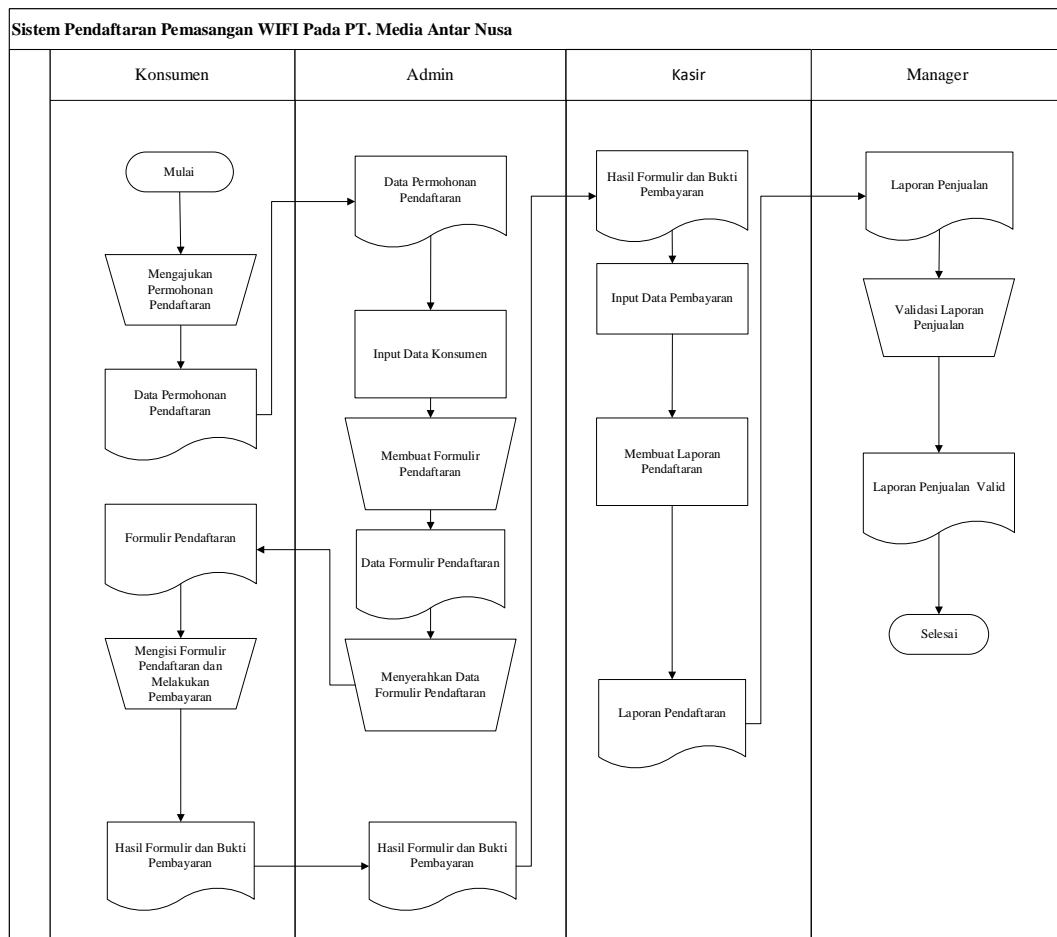 Sistem Pendaftaran Pemasangan WIFI Pada PT. Media Antar Nusa
Konsumen
Admin
Kasir
Manager
Mulai
Mengajukan
Permohonan
Pendaftaran
Data Permohonan
Pendaftaran
Formulir Pendaftaran
Mengisi Formulir
Pendaftaran dan
Melakukan
Pembayaran
Hasil Formulir dan Bukti
Pembayaran
Data Permohonan
Pendaftaran
Input Data Konsumen
Membuat Formulir
Pendaftaran
Data Formulir Pendaftaran
Menyerahkan Data
Formulir Pendaftaran
Hasil Formulir dan Bukti
Pembayaran
Hasil Formulir dan Bukti
Pembayaran
Input Data Pembayaran
Membuat Laporan
Pendaftaran
Laporan Pendaftaran
Laporan Penjualan
Validasi Laporan
Penjualan
Laporan Penjualan  Valid
Selesai